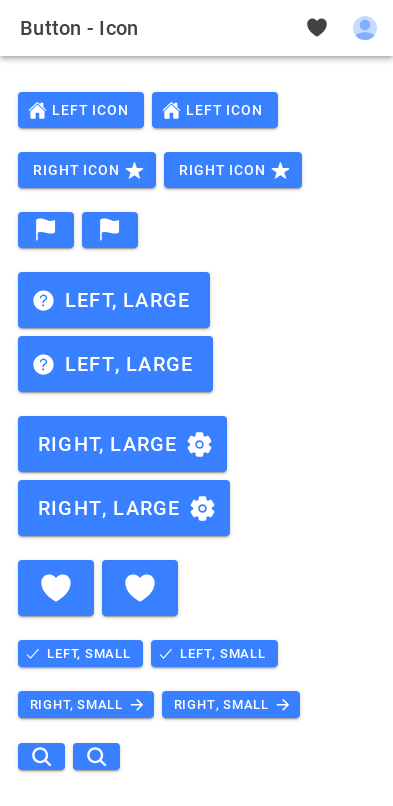 Button - Icon
LEFT ICON LEFT ICON
RIGHT ICON RIGHT ICON
LEFT, LARGE
LEFT, LARGE
RIGHT, LARGE
RIGHT, LARGE
LEFT, SMALL LEFT, SMALL
RIGHT, SMALL RIGHT, SMALL